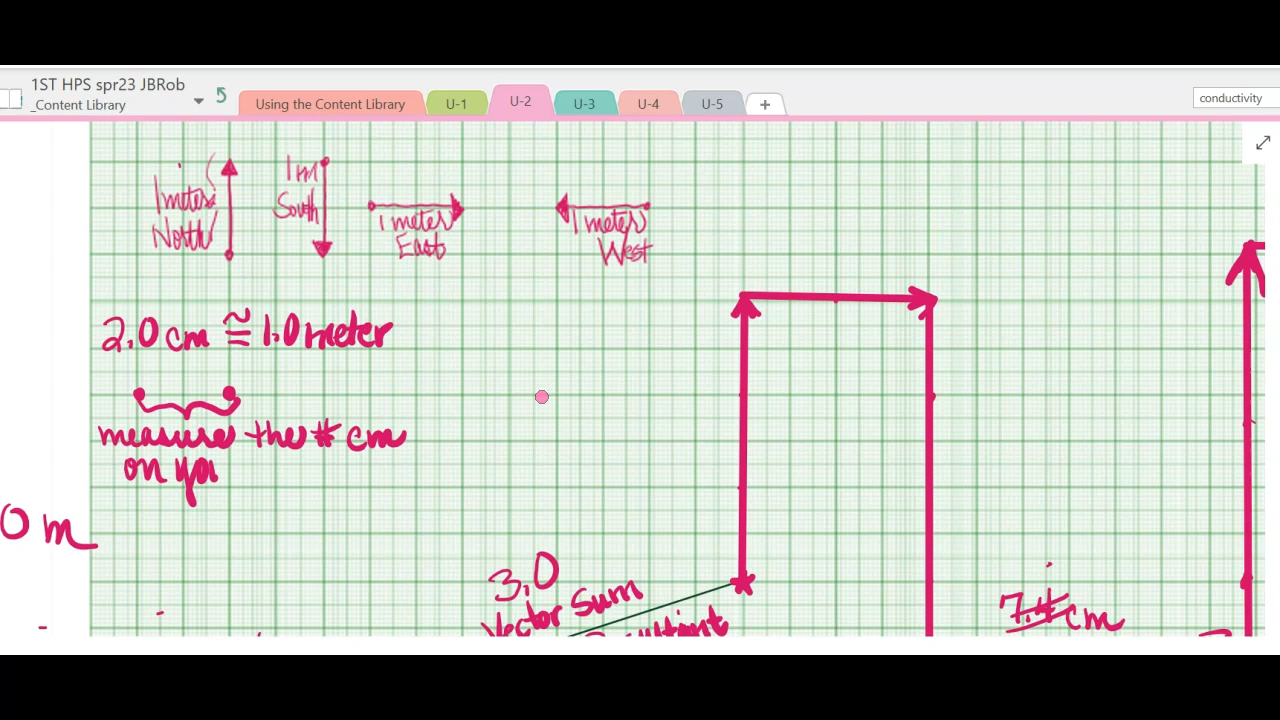 1ST HPS spr23 JBRob
_Content Library
Using the Content Library
U-1
U-2
U-3
U-4
U-5
+
conductivity
1 meter
North
1 m
South
1 meter
East
1 meter
West
2.0 cm ≅ 1.0 meter
measure the # cm
on you
0 m
3.0
Vector Sum
7.4 cm